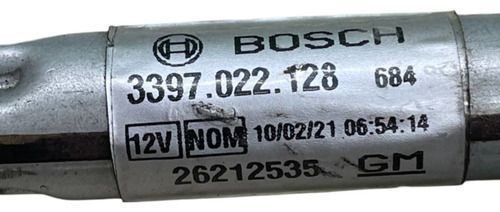 BOSCH
3397.022.128 684
12V NOM 10/02/21 06:54:14
26212535 GM